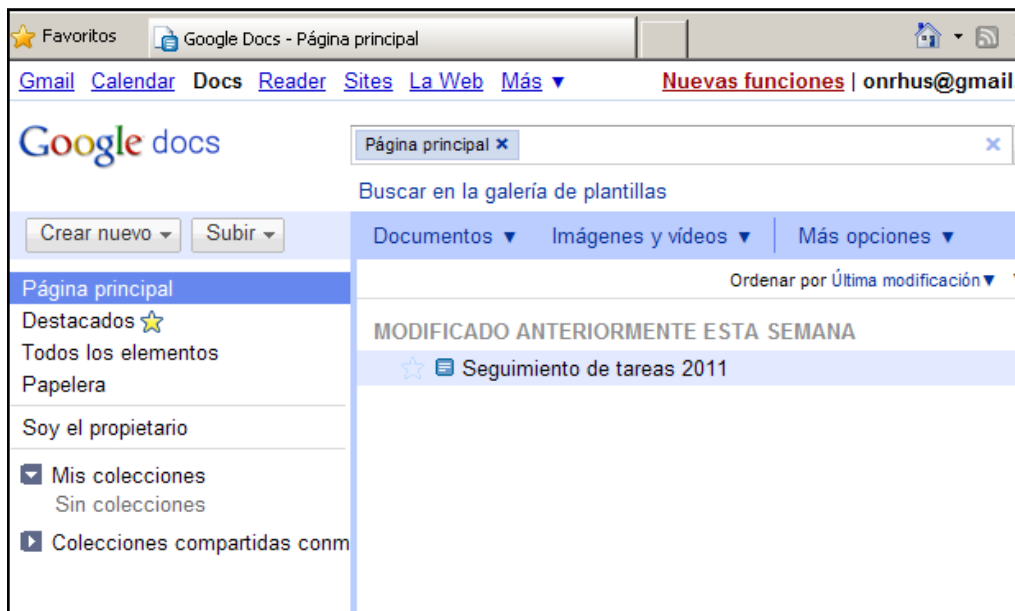 Favoritos Google Docs - Página principal
Gmail Calendar Docs Reader Sites La Web Más ▼ Nuevas funciones | onrhus@gmail
Google docs Página principal
Buscar en la galería de plantillas
Crear nuevo Subir Documentos ▼ Imágenes y vídeos ▼ Más opciones ▼
Ordenar por Última modificación ▼
Página principal
Destacados
Todos los elementos
Papelera
Soy el propietario
Mis colecciones
Sin colecciones
Colecciones compartidas conm
MODIFICADO ANTERIORMENTE ESTA SEMANA
Seguimiento de tareas 2011